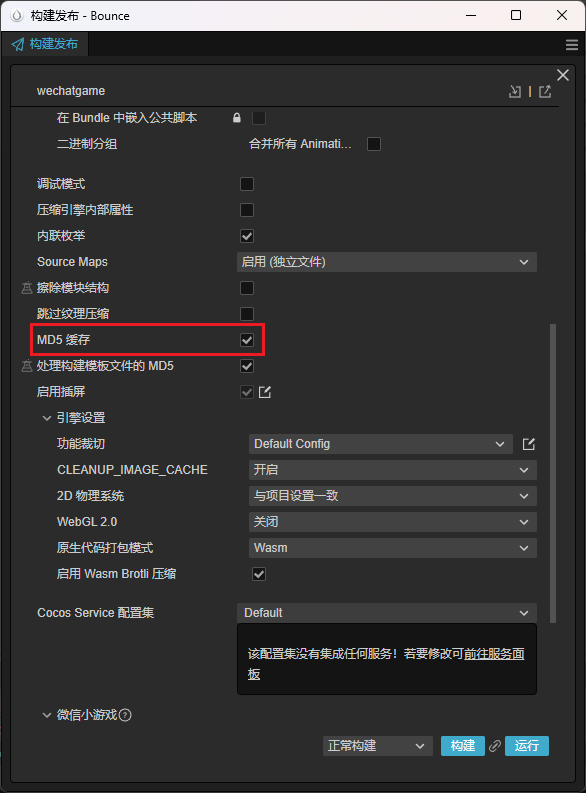 构建发布 - Bounce
构建发布
wechatgame
在 Bundle 中嵌入公共脚本
二进制分组 合并所有 Animati...
调试模式
压缩引擎内部属性
内联枚举
Source Maps 启用 (独立文件)
擦除模块结构
跳过纹理压缩
MD5 缓存
处理构建模板文件的 MD5
启用插屏
引擎设置
功能裁切 Default Config
CLEANUP_IMAGE_CACHE 开启
2D 物理系统 与项目设置一致
WebGL 2.0 关闭
原生代码打包模式 Wasm
启用 Wasm Brotli 压缩
Cocos Service 配置集 Default
该配置集没有集成任何服务！若要修改可前往服务面
板
微信小游戏
正常构建 构建 运行